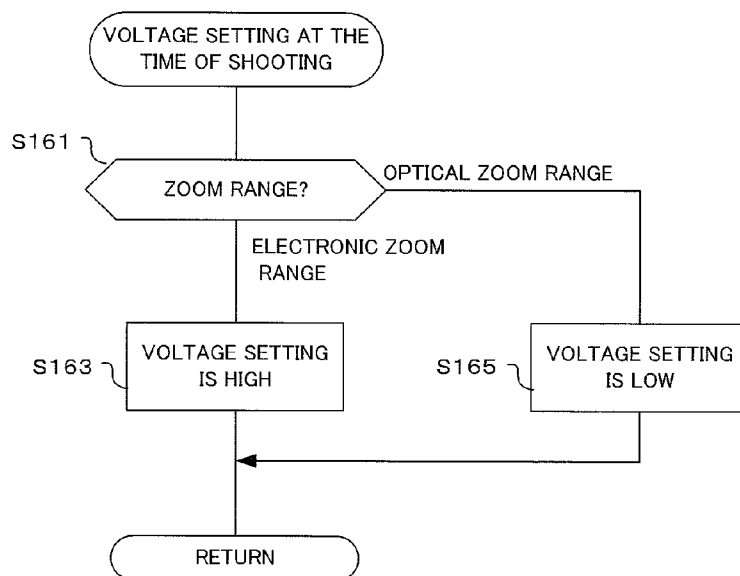 VOLTAGE SETTING AT THE
TIME OF SHOOTING
S161
ZOOM RANGE?
OPTICAL ZOOM RANGE
ELECTRONIC ZOOM
RANGE
S163
VOLTAGE SETTING
IS HIGH
S165
VOLTAGE SETTING
IS LOW
RETURN